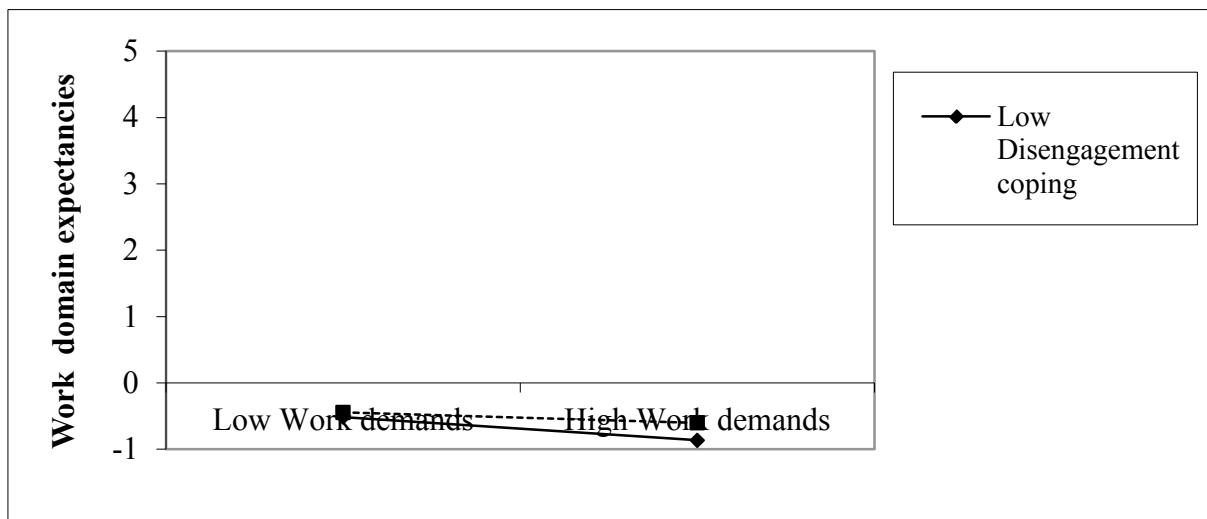 Work domain expectancies
5
4
3
2
1
0
-1
Low Work demands
High Work demands
Low
Disengagement
coping